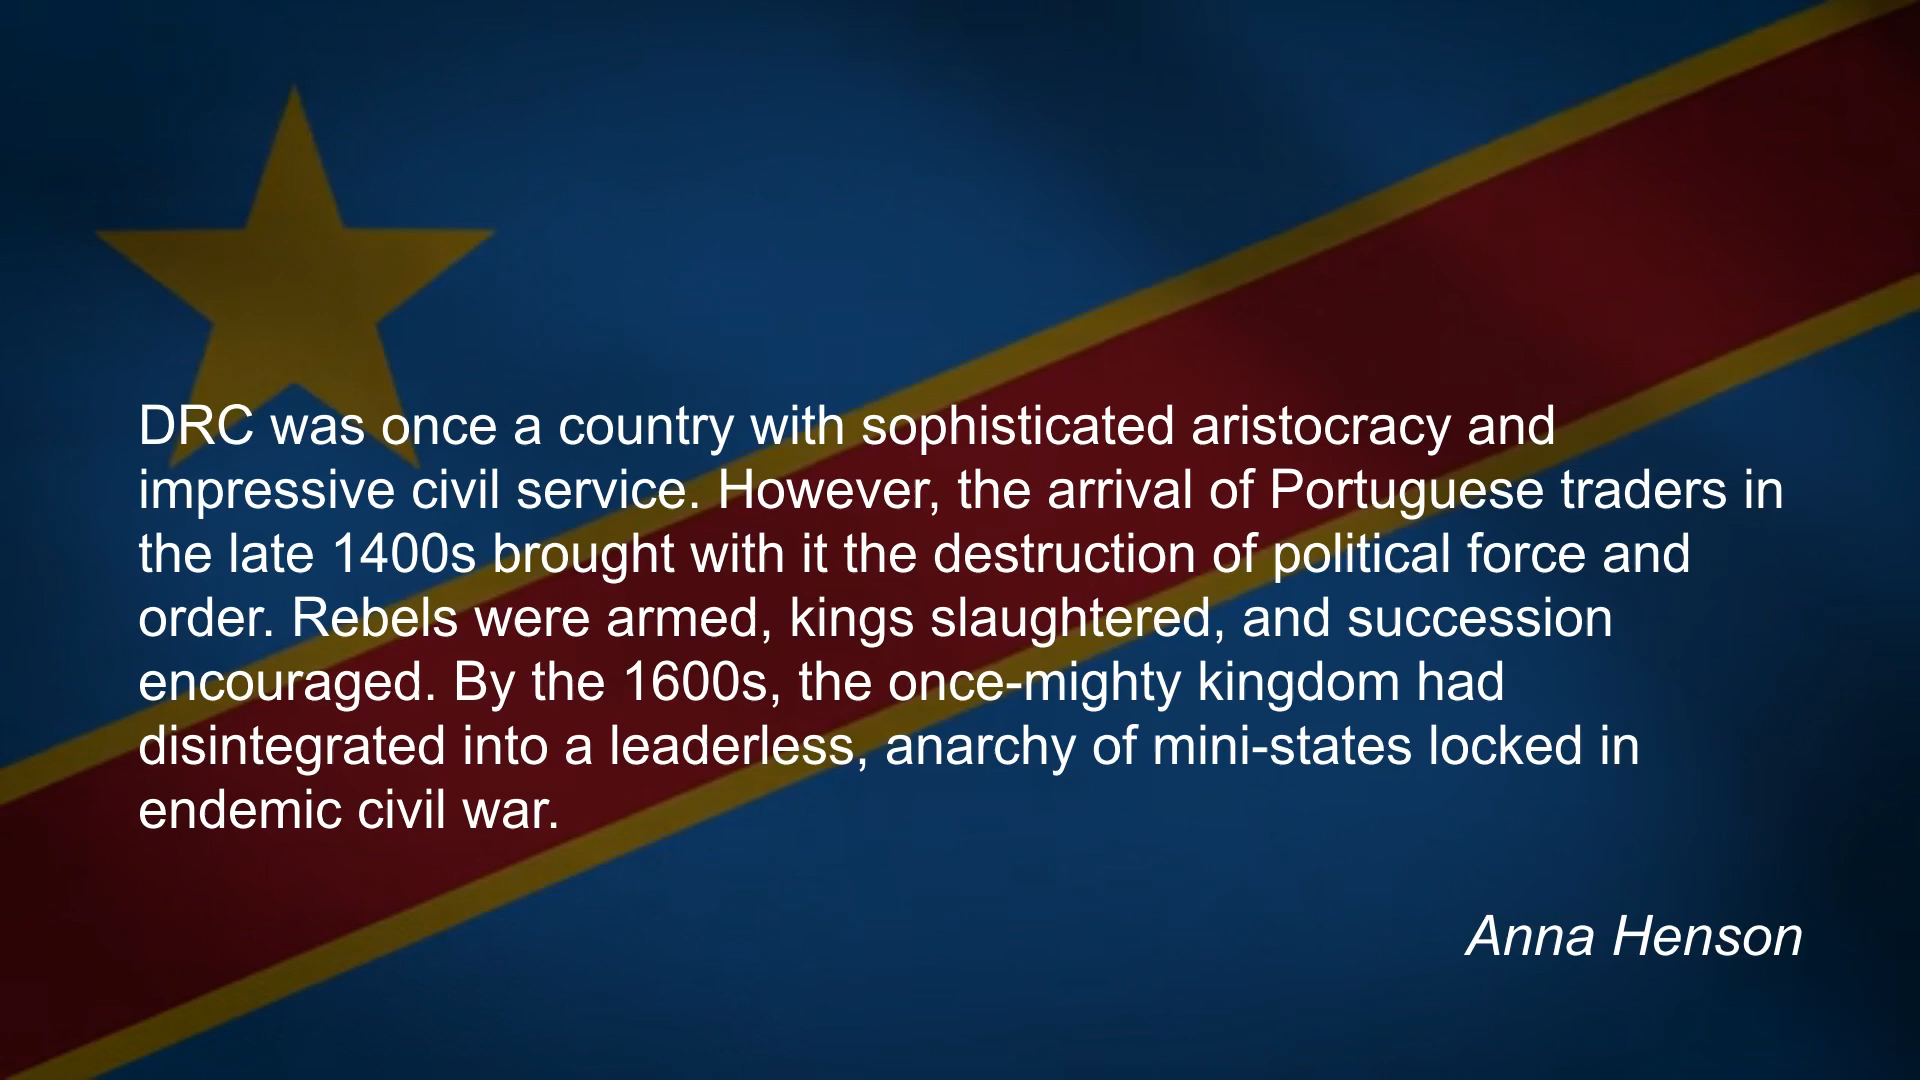 DRC was once a country with sophisticated aristocracy and
impressive civil service. However, the arrival of Portuguese traders in
the late 1400s brought with it the destruction of political force and
order. Rebels were armed, kings slaughtered, and succession
encouraged. By the 1600s, the once-mighty kingdom had
disintegrated into a leaderless, anarchy of mini-states locked in
endemic civil war.
Anna Henson